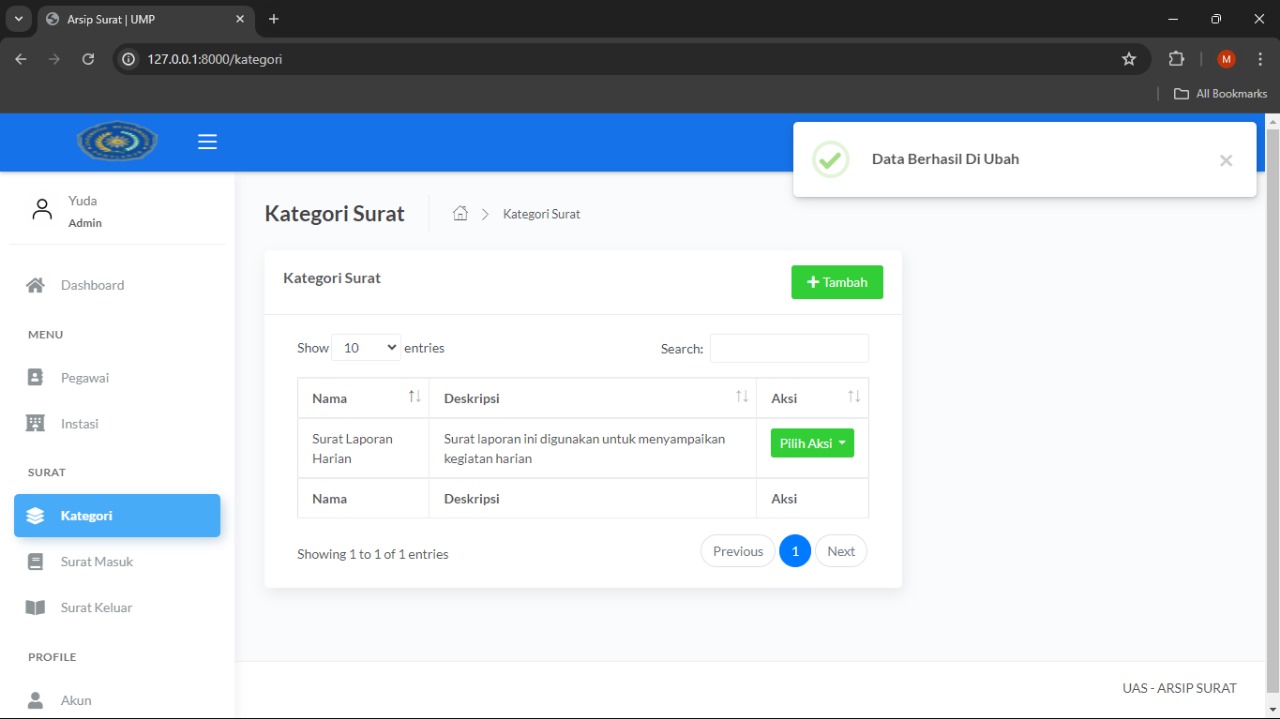 Arsip Surat | UMP
127.0.0.1:8000/kategori
M
All Bookmarks
Data Berhasil Di Ubah
Yuda
Admin
Dashboard
MENU
Pegawai
Instasi
SURAT
Kategori
Surat Masuk
Surat Keluar
PROFILE
Akun
Kategori Surat
Kategori Surat
Kategori Surat
Tambah
Show 10 entries
Search:
Nama Deskripsi Aksi
Surat Laporan Harian
Surat laporan ini digunakan untuk menyampaikan
kegiatan harian
Pilih Aksi
Nama Deskripsi Aksi
Showing 1 to 1 of 1 entries
Previous 1 Next
UAS - ARSIP SURAT